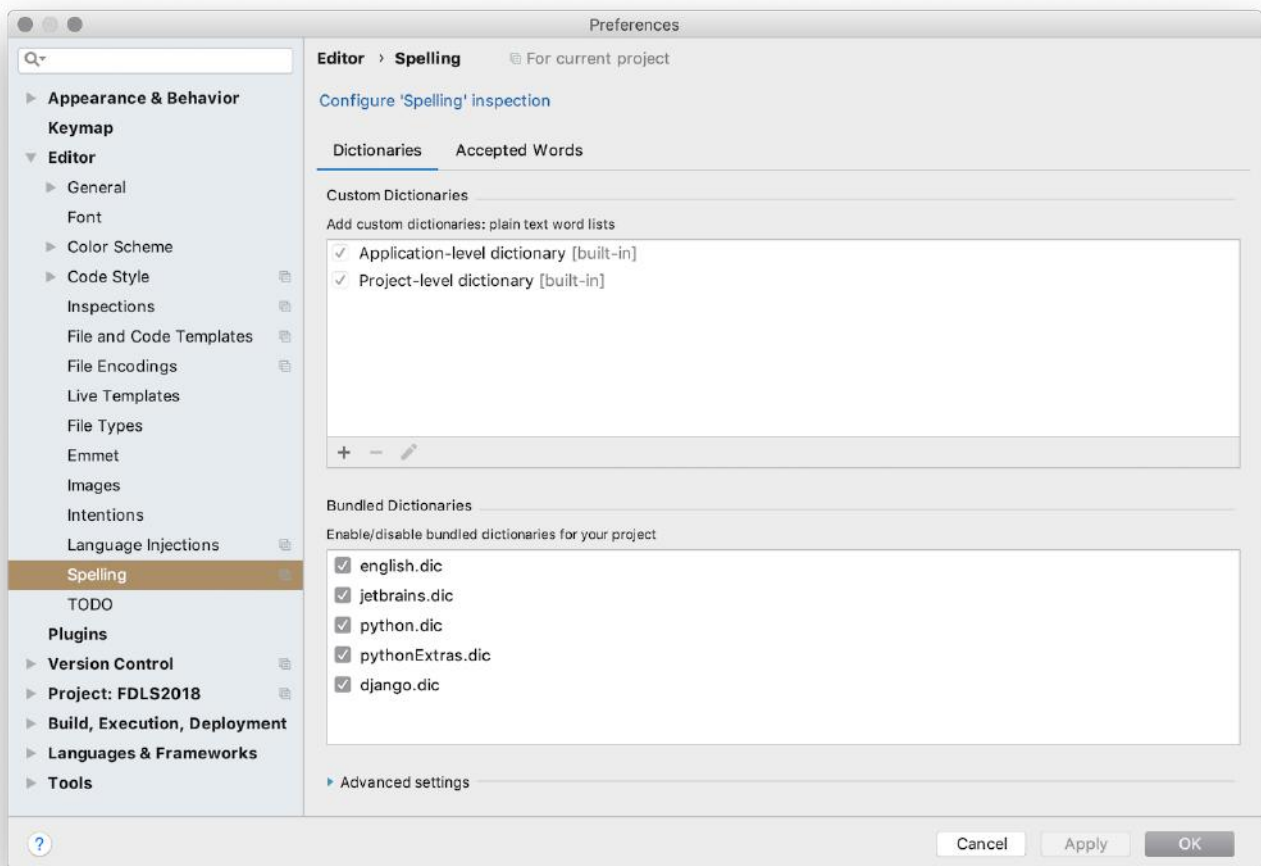 Preferences
Appearance & Behavior
Keymap
Editor
General
Font
Color Scheme
Code Style
Inspections
File and Code Templates
File Encodings
Live Templates
File Types
Emmet
Images
Intentions
Language Injections
Spelling
TODO
Plugins
Version Control
Project: FDLS2018
Build, Execution, Deployment
Languages & Frameworks
Tools
?
Editor › Spelling For current project
Configure 'Spelling' inspection
Dictionaries Accepted Words
Custom Dictionaries
Add custom dictionaries: plain text word lists
Application-level dictionary [built-in]
Project-level dictionary [built-in]
Bundled Dictionaries
Enable/disable bundled dictionaries for your project
english.dic
jetbrains.dic
python.dic
pythonExtras.dic
django.dic
Advanced settings
Cancel Apply OK